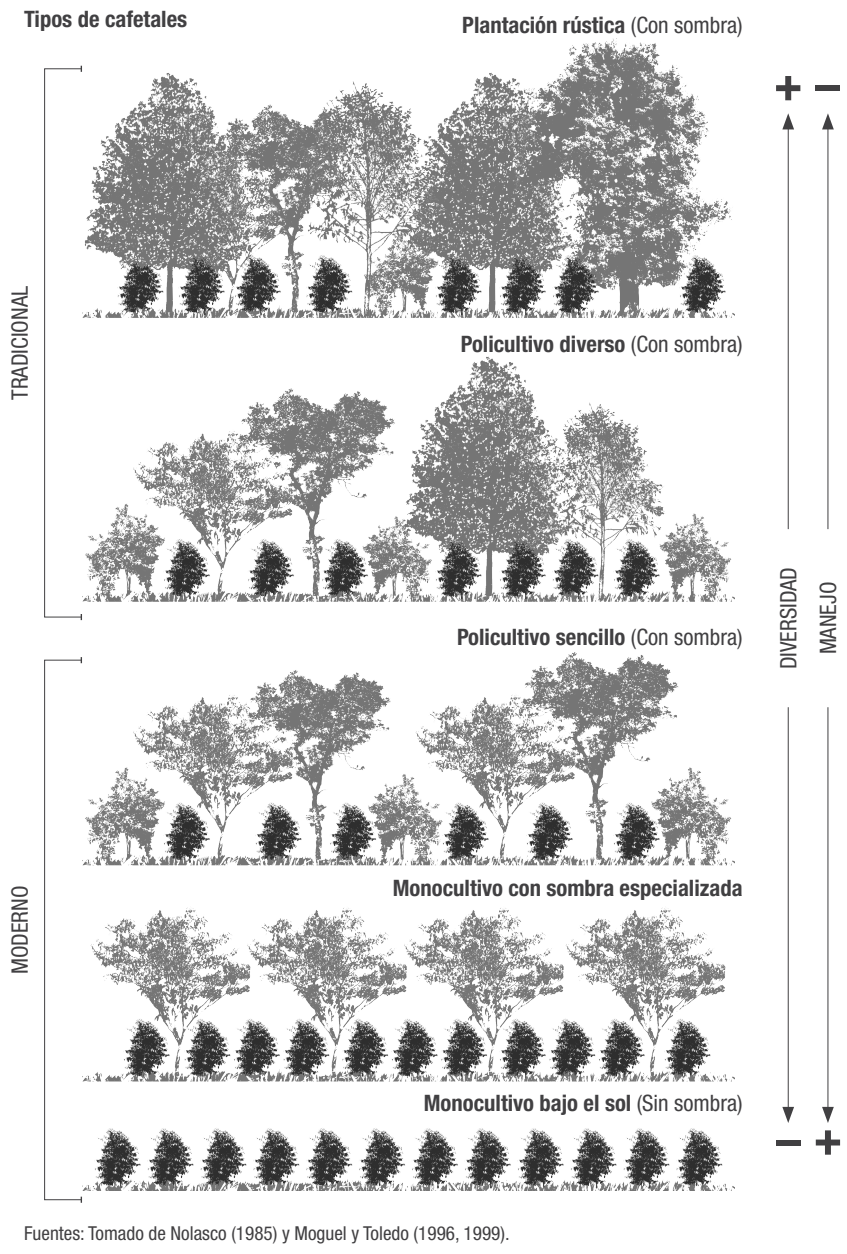 Tipos de cafetales
Plantación rústica (Con sombra)
+ −
TRADICIONAL
Policultivo diverso (Con sombra)
DIVERSIDAD
MANEJO
Policultivo sencillo (Con sombra)
MODERNO
Monocultivo con sombra especializada
Monocultivo bajo el sol (Sin sombra)
− +
Fuentes: Tomado de Nolasco (1985) y Moguel y Toledo (1996, 1999).